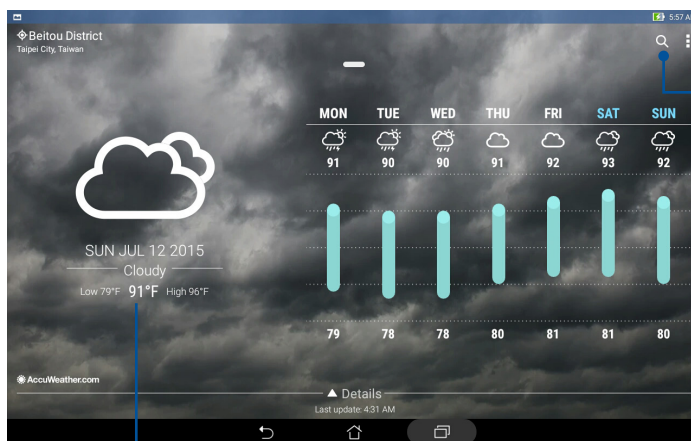 5:57 A
Beitou District
Taipei City, Taiwan
MON TUE WED THU FRI SAT SUN
91 90 90 91 92 93 92
SUN JUL 12 2015
Cloudy
Low 79°F 91°F High 96°F
79 78 78 80 81 81 80
AccuWeather.com
Details
Last update: 4:31 AM